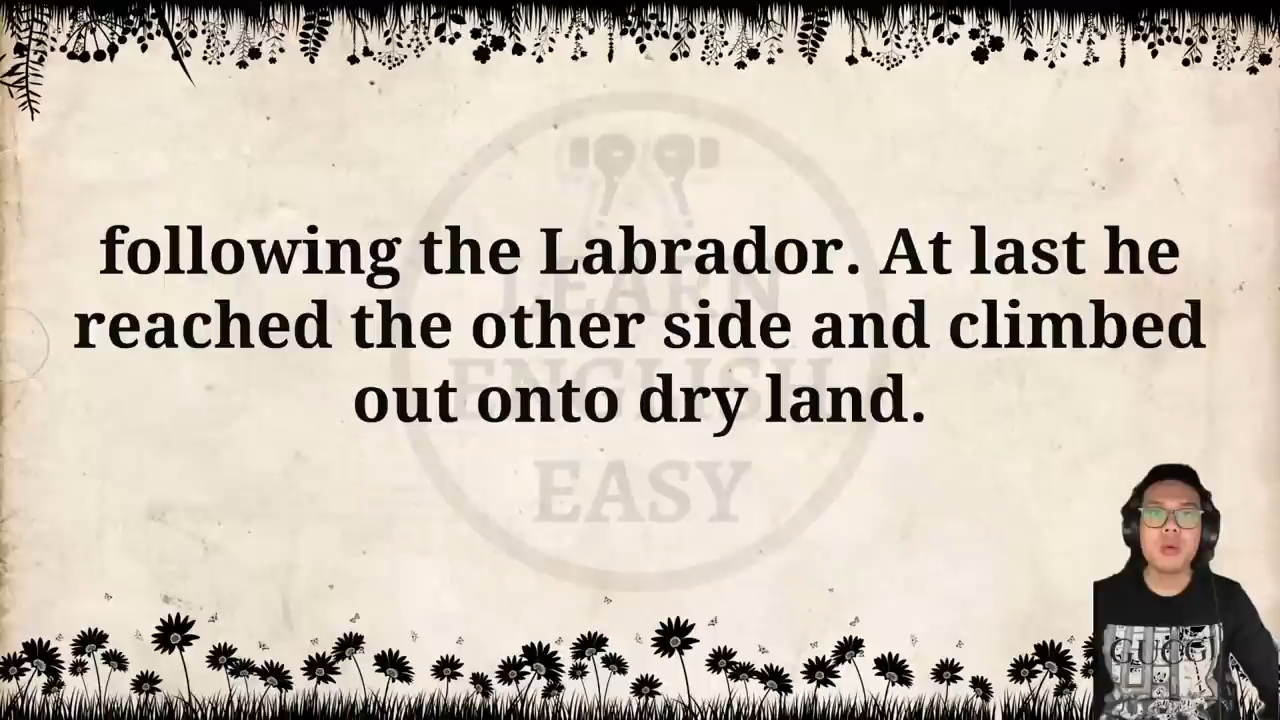 following the Labrador. At last he
reached the other side and climbed
out onto dry land.
LEARN
ENGLISH
EASY
GUCCI